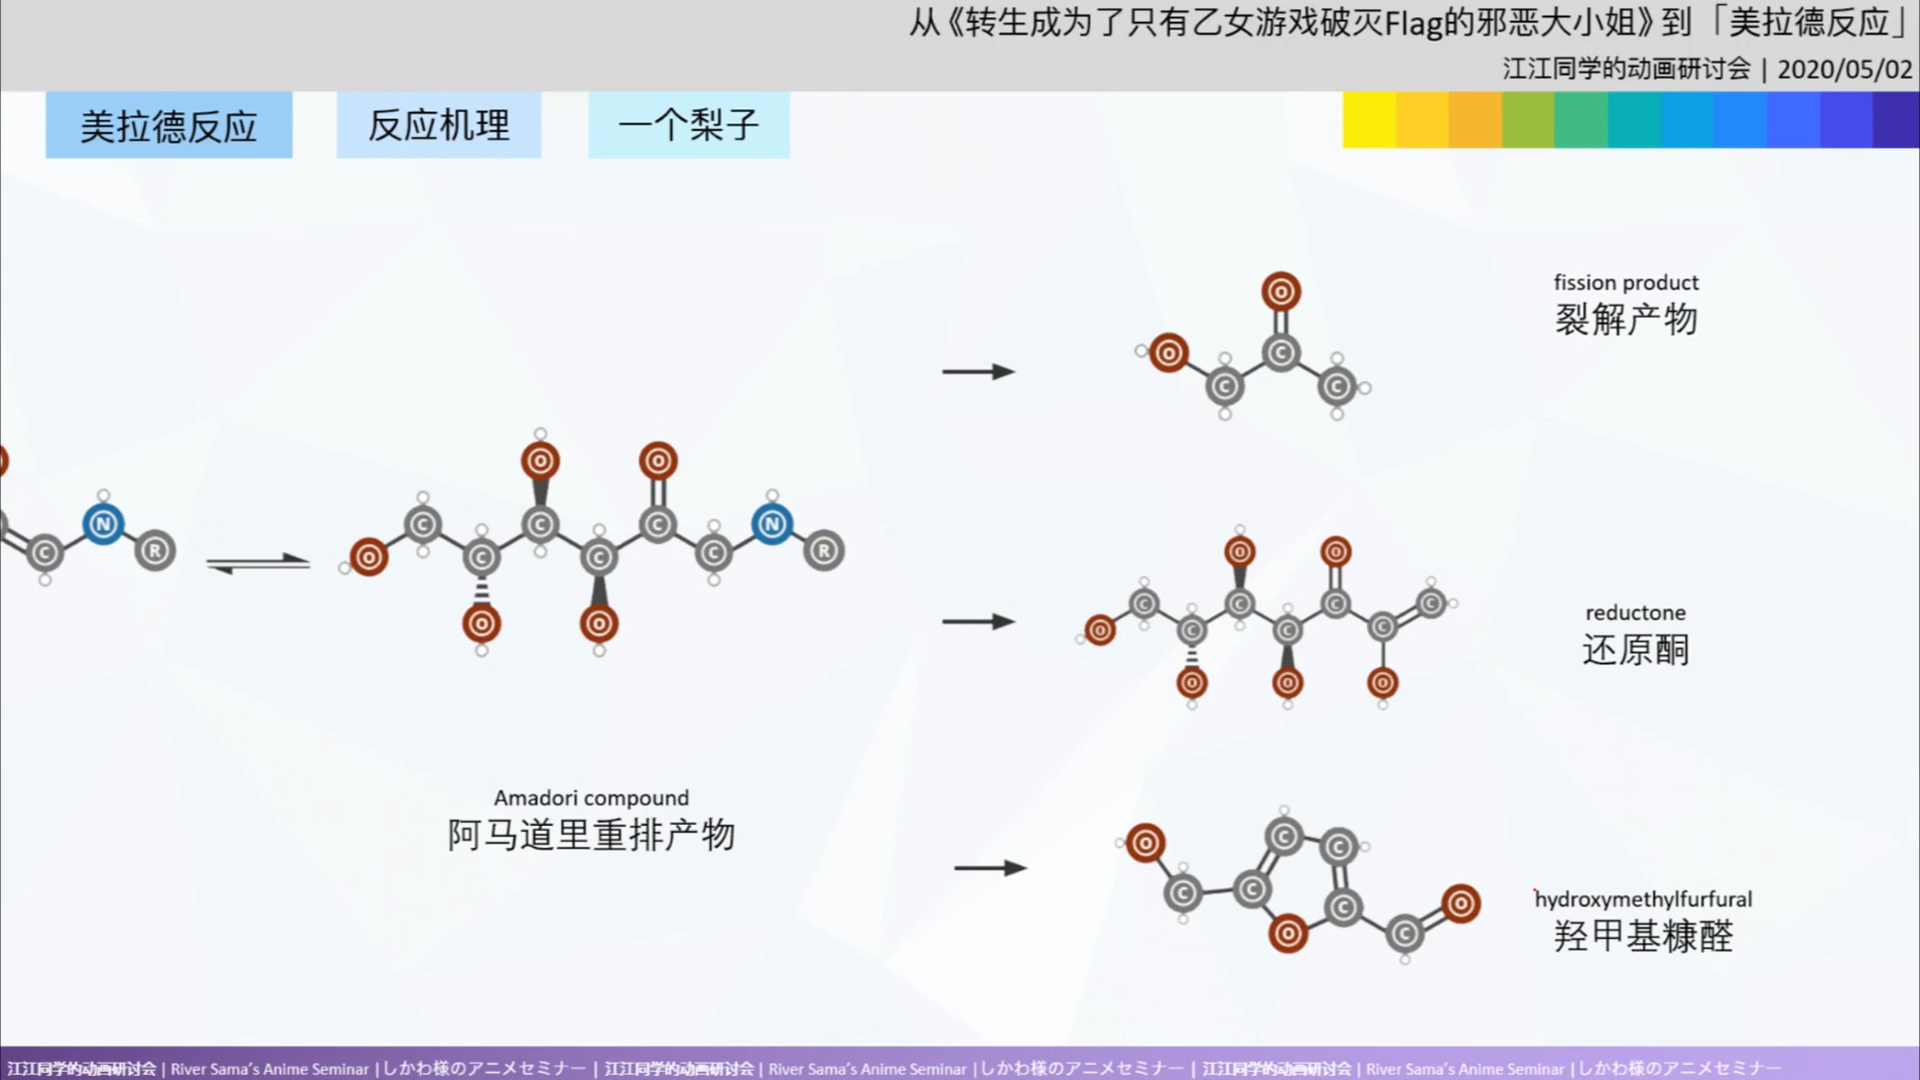 从《转生成为了只有乙女游戏破灭Flag的邪恶大小姐》到「美拉德反应」
江江同学的动画研讨会 | 2020/05/02
美拉德反应
反应机理
一个梨子
fission product
裂解产物
O
O C C C
O O
C N R
O C C C C C C N R
O O
O O
O C C C C C C C
O O O
reductone
还原酮
Amadori compound
阿马道里重排产物
O C C C C C C O
O
hydroxymethylfurfural
羟甲基糠醛
江江同学的动画研讨会 | River Sama's Anime Seminar | しかわ様のアニメセミナー | 江江同学的动画研讨会 | River Sama's Anime Seminar | しかわ様のアニメセミナー | 江江同学的动画研讨会 | River Sama's Anime Seminar | しかわ様のアニメセミナー